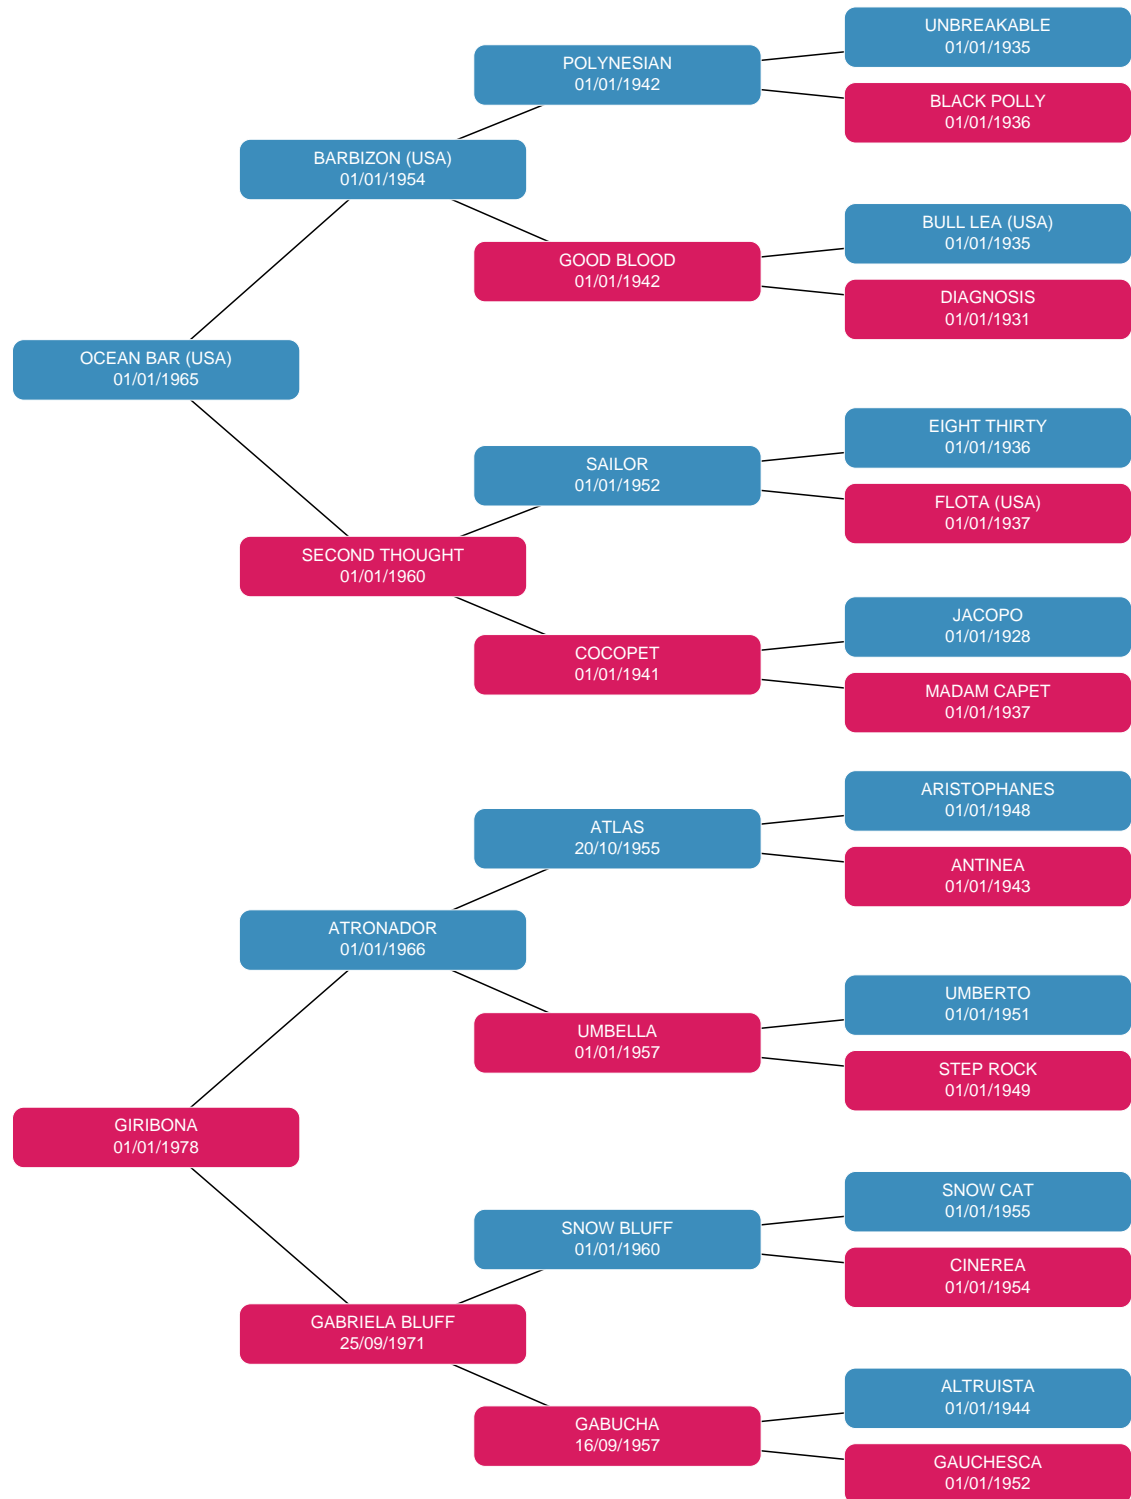 UNBREAKABLE
01/01/1935
POLYNESIAN
01/01/1942
BLACK POLLY
01/01/1936
BARBIZON (USA)
01/01/1954
BULL LEA (USA)
01/01/1935
GOOD BLOOD
01/01/1942
DIAGNOSIS
01/01/1931
OCEAN BAR (USA)
01/01/1965
EIGHT THIRTY
01/01/1936
SAILOR
01/01/1952
FLOTA (USA)
01/01/1937
SECOND THOUGHT
01/01/1960
JACOPO
01/01/1928
COCOPET
01/01/1941
MADAM CAPET
01/01/1937
ARISTOPHANES
01/01/1948
ATLAS
20/10/1955
ANTINEA
01/01/1943
ATRONADOR
01/01/1966
UMBERTO
01/01/1951
UMBELLA
01/01/1957
STEP ROCK
01/01/1949
GIRIBONA
01/01/1978
SNOW CAT
01/01/1955
SNOW BLUFF
01/01/1960
CINEREA
01/01/1954
GABRIELA BLUFF
25/09/1971
ALTRUISTA
01/01/1944
GABUCHA
16/09/1957
GAUCHESCA
01/01/1952